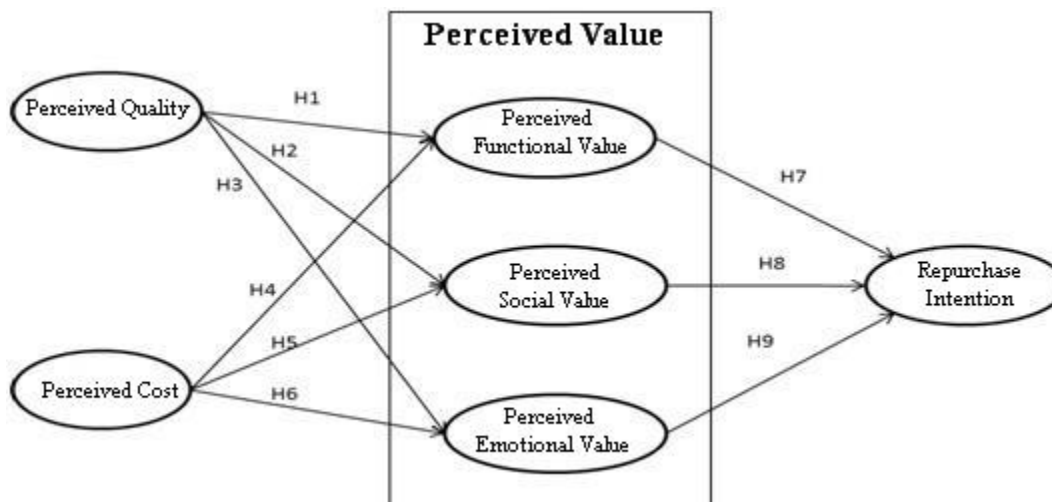 Perceived Value
Perceived Quality
H1
Perceived
Functional Value
H2
H3
H7
H4
Perceived
Social Value
H8
Repurchase
Intention
H5
H9
Perceived Cost
H6
Perceived
Emotional Value